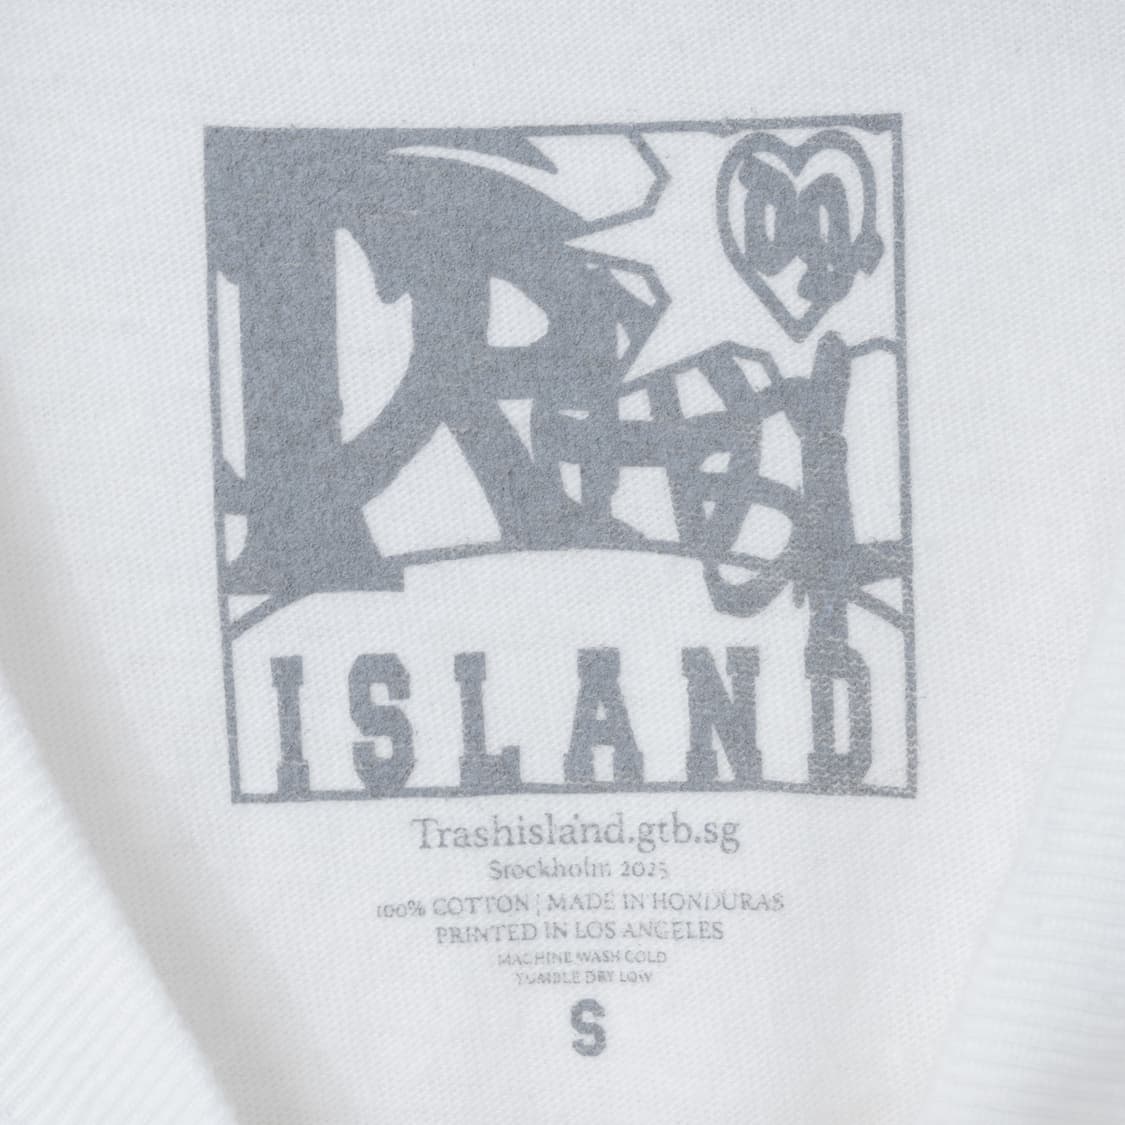 ISLAND
Trashisland.gtb.sg
Stockholm 2025
100% COTTON | MADE IN HONDURAS
PRINTED IN LOS ANGELES
MACHINE WASH COLD
TUMBLE DRY LOW
S